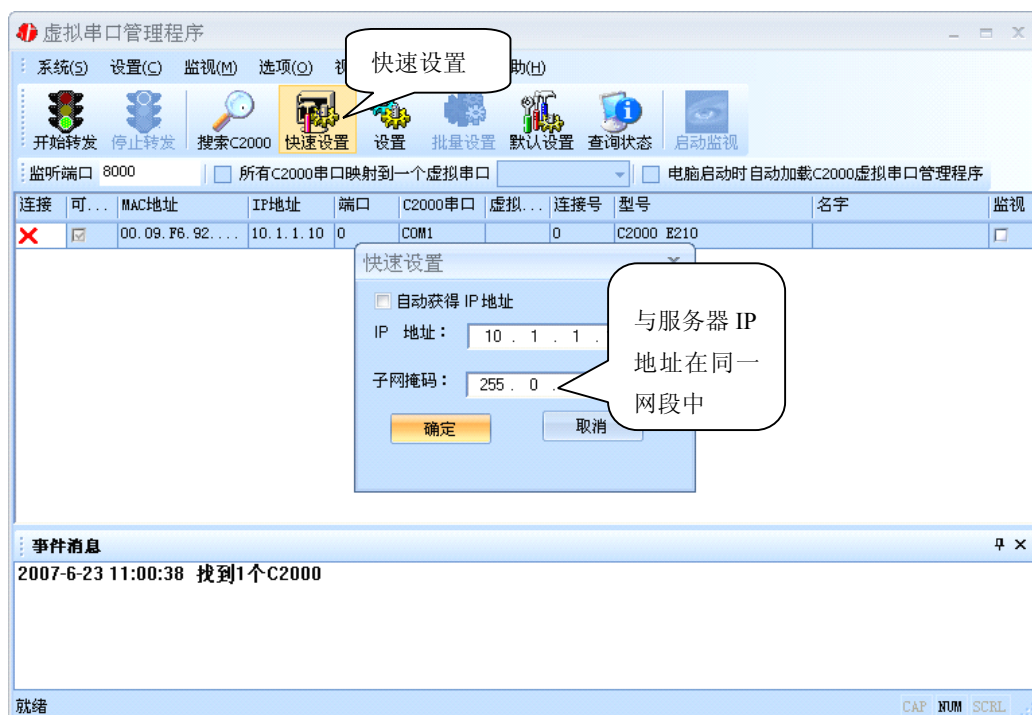 虚拟串口管理程序
快速设置
系统(S) 设置(C) 监视(M) 选项(O) 助(H)
开始转发 停止转发 搜索C2000 快速设置 设置 批量设置 默认设置 查询状态 启动监视
监听端口 8000 所有C2000串口映射到一个虚拟串口 电脑启动时自动加载C2000虚拟串口管理程序
连接 可... MAC地址 IP地址 端口 C2000串口 虚拟... 连接号 型号 名字 监视
00.09.F6.92.... 10.1.1.10 0 COM1 0 C2000 E210
快速设置
自动获得 IP 地址
IP 地址： 10 . 1 . 1 .
子网掩码： 255 . 0 .
确定 取消
与服务器 IP
地址在同一
网段中
事件消息
2007-6-23 11:00:38 找到1个C2000
就绪 CAP NUM SCRL